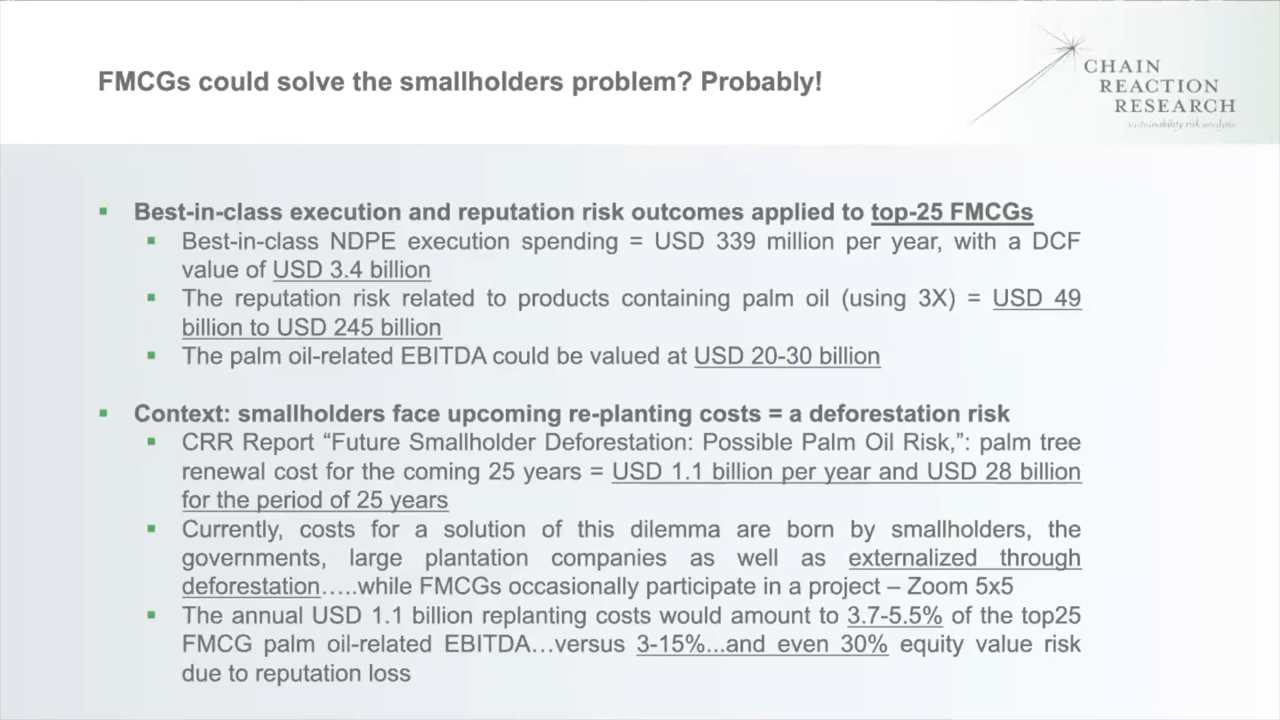 FMCGs could solve the smallholders problem? Probably!
CHAIN
REACTION
RESEARCH
sustainability risk analysis
Best-in-class execution and reputation risk outcomes applied to top-25 FMCGs
Best-in-class NDPE execution spending = USD 339 million per year, with a DCF
value of USD 3.4 billion
The reputation risk related to products containing palm oil (using 3X) = USD 49
billion to USD 245 billion
The palm oil-related EBITDA could be valued at USD 20-30 billion
Context: smallholders face upcoming re-planting costs = a deforestation risk
CRR Report “Future Smallholder Deforestation: Possible Palm Oil Risk,”: palm tree
renewal cost for the coming 25 years = USD 1.1 billion per year and USD 28 billion
for the period of 25 years
Currently, costs for a solution of this dilemma are born by smallholders, the
governments, large plantation companies as well as externalized through
deforestation…..while FMCGs occasionally participate in a project – Zoom 5x5
The annual USD 1.1 billion replanting costs would amount to 3.7-5.5% of the top25
FMCG palm oil-related EBITDA…versus 3-15%...and even 30% equity value risk
due to reputation loss